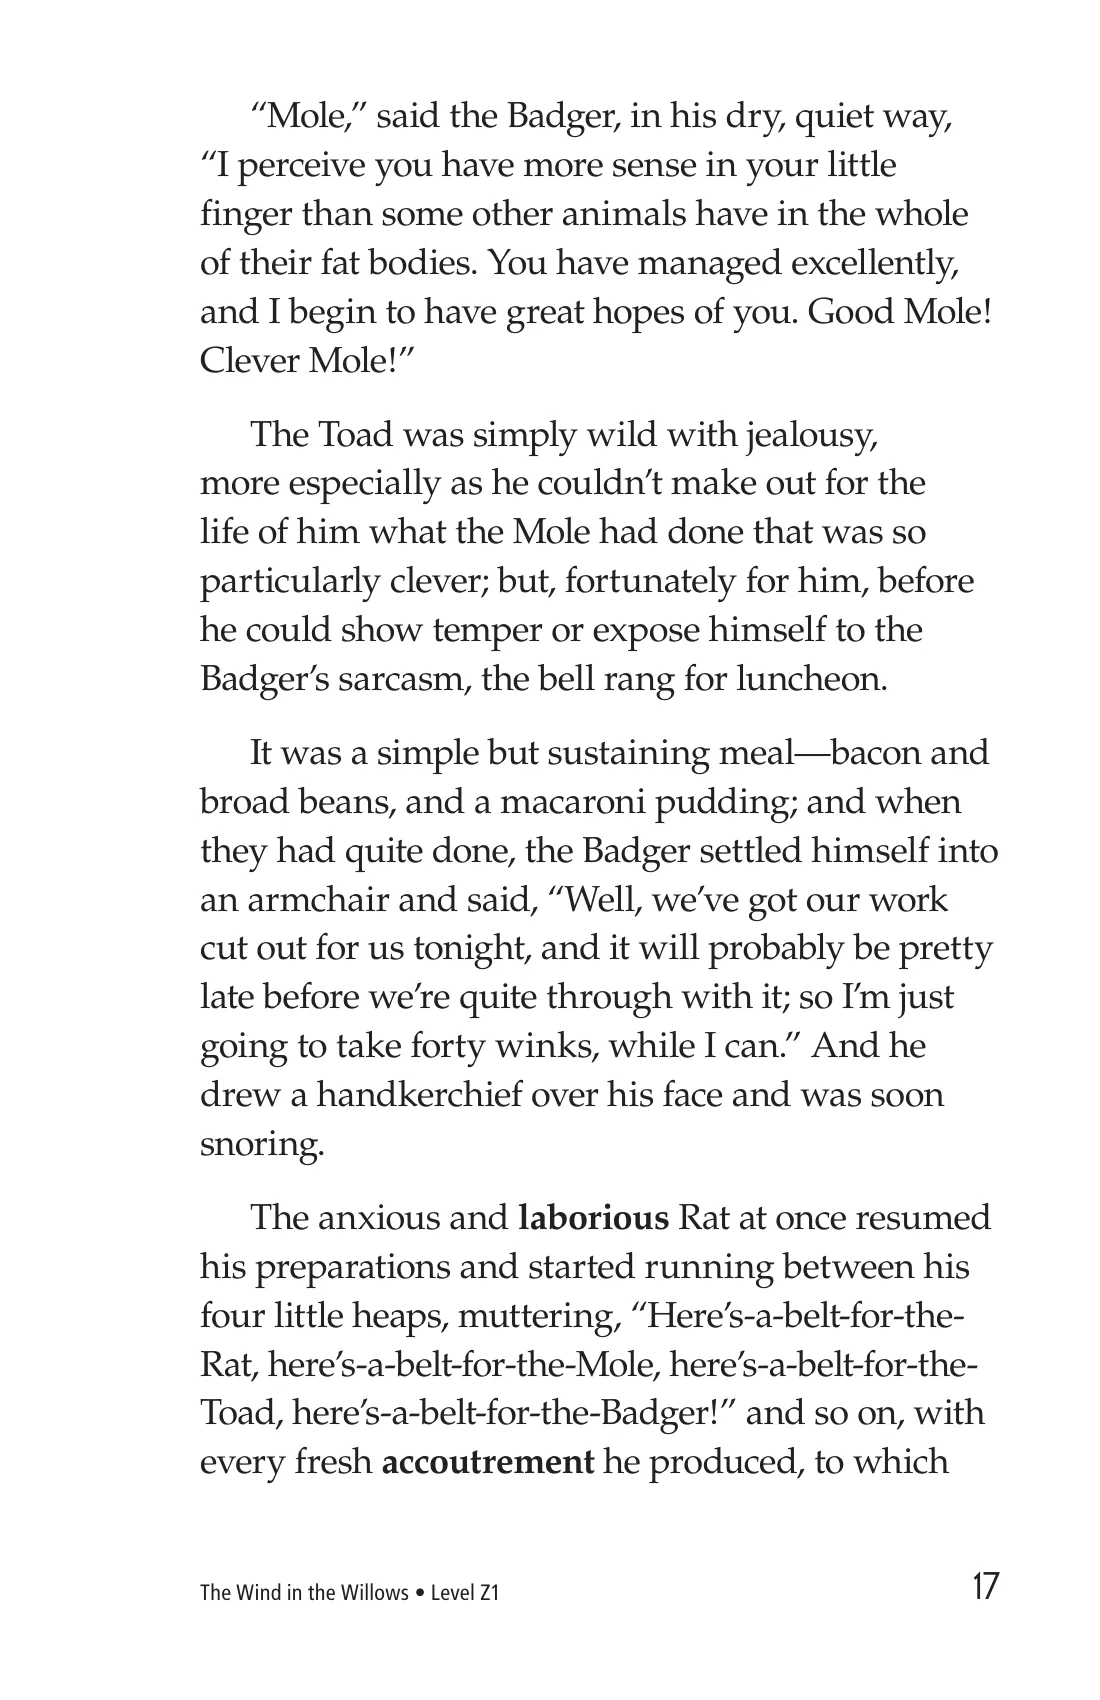 “Mole,” said the Badger, in his dry, quiet way,
“I perceive you have more sense in your little
finger than some other animals have in the whole
of their fat bodies. You have managed excellently,
and I begin to have great hopes of you. Good Mole!
Clever Mole!”
The Toad was simply wild with jealousy,
more especially as he couldn’t make out for the
life of him what the Mole had done that was so
particularly clever; but, fortunately for him, before
he could show temper or expose himself to the
Badger’s sarcasm, the bell rang for luncheon.
It was a simple but sustaining meal—bacon and
broad beans, and a macaroni pudding; and when
they had quite done, the Badger settled himself into
an armchair and said, “Well, we’ve got our work
cut out for us tonight, and it will probably be pretty
late before we’re quite through with it; so I’m just
going to take forty winks, while I can.” And he
drew a handkerchief over his face and was soon
snoring.
The anxious and laborious Rat at once resumed
his preparations and started running between his
four little heaps, muttering, “Here’s-a-belt-for-the-
Rat, here’s-a-belt-for-the-Mole, here’s-a-belt-for-the-
Toad, here’s-a-belt-for-the-Badger!” and so on, with
every fresh accoutrement he produced, to which
The Wind in the Willows • Level Z1
17